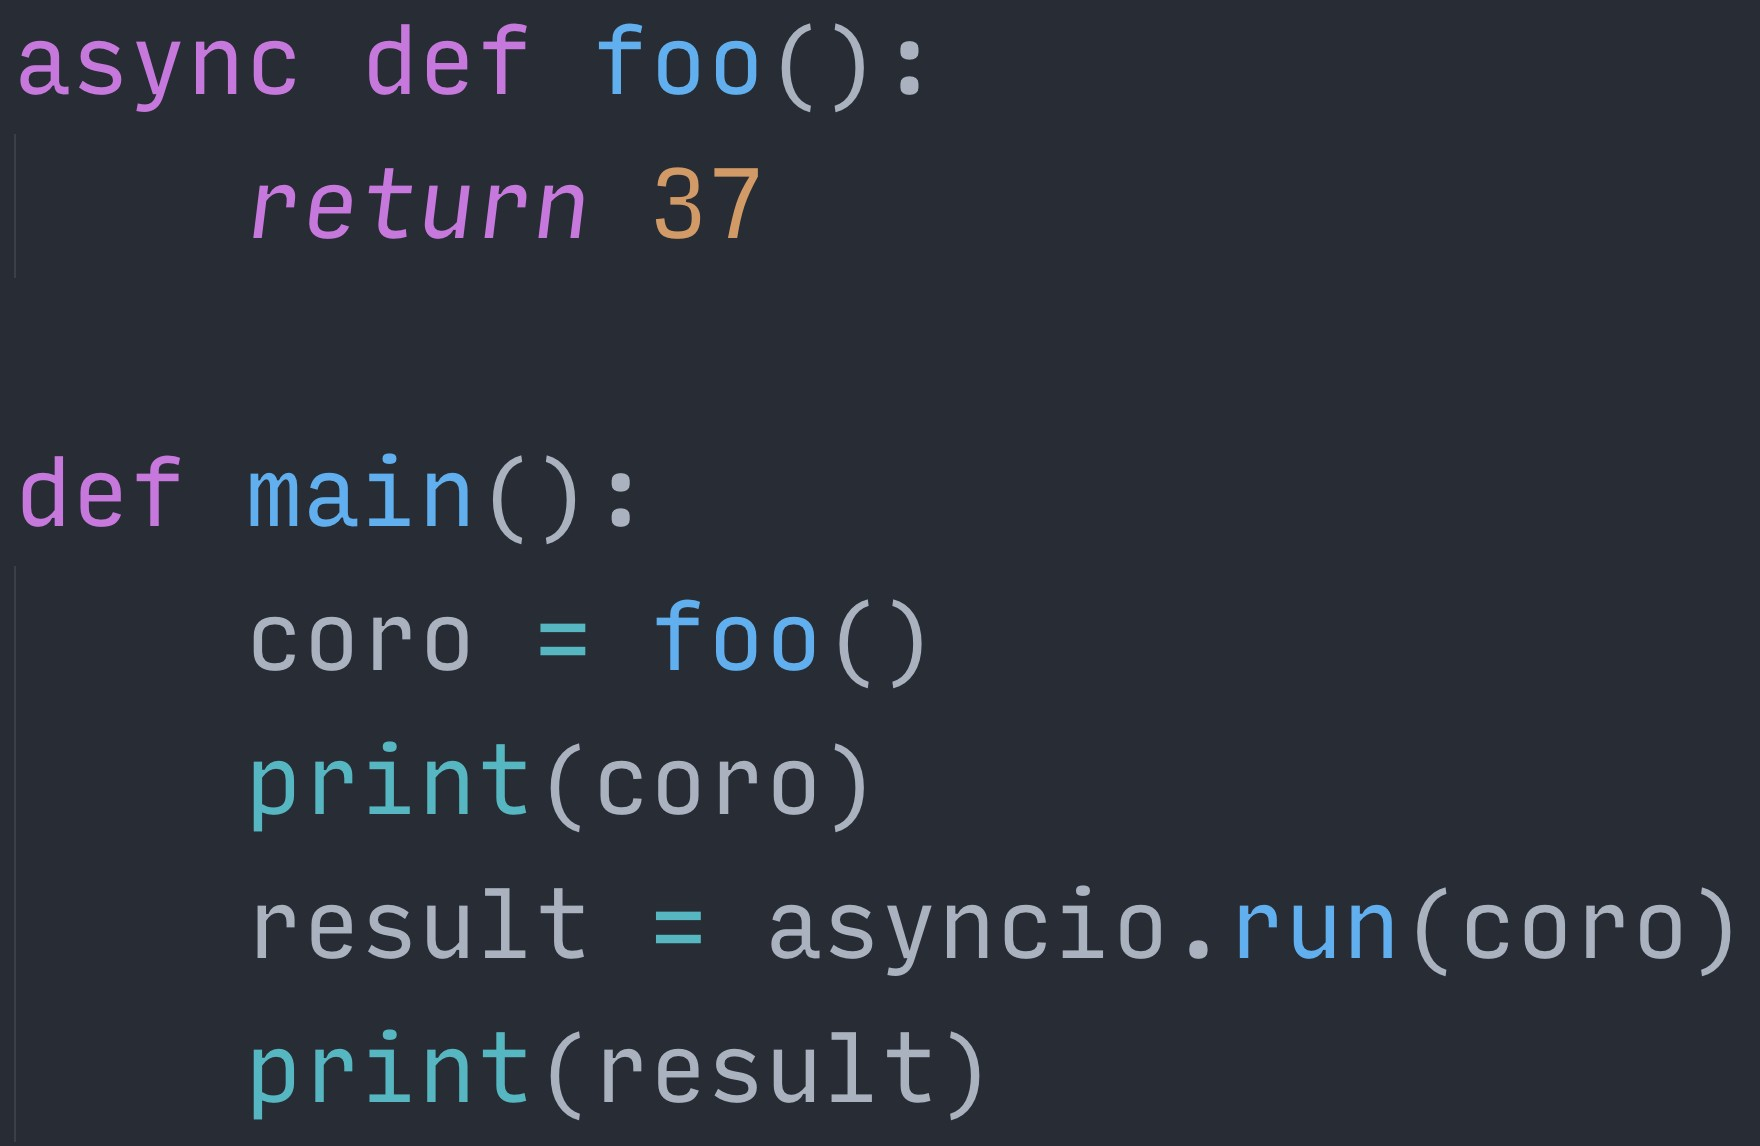 async def foo():
    return 37
def main():
    coro = foo()
    print(coro)
    result = asyncio.run(coro)
    print(result)